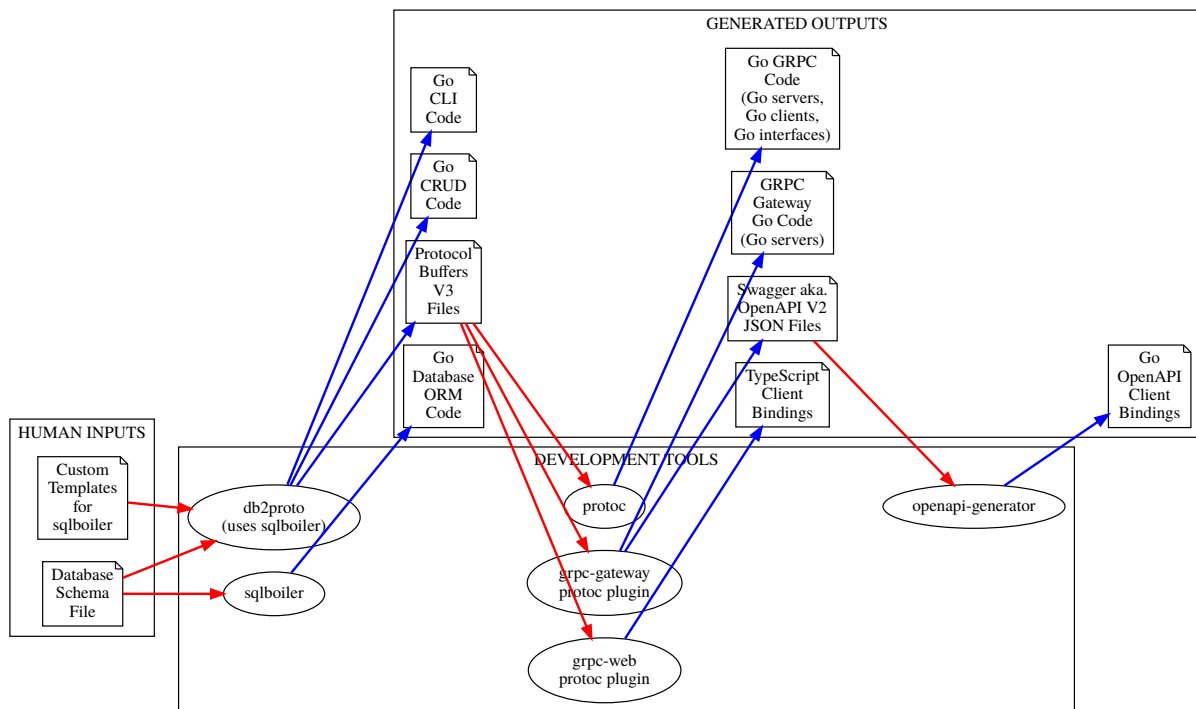 GENERATED OUTPUTS
Go
CLI
Code
Go
CRUD
Code
Protocol
Buffers
V3
Files
Go
Database
ORM
Code
Go GRPC
Code
(Go servers,
Go clients,
Go interfaces)
GRPC
Gateway
Go Code
(Go servers)
Swagger aka.
OpenAPI V2
JSON Files
TypeScript
Client
Bindings
Go
OpenAPI
Client
Bindings
HUMAN INPUTS
Custom
Templates
for
sqlboiler
Database
Schema
File
DEVELOPMENT TOOLS
db2proto
(uses sqlboiler)
sqlboiler
protoc
grpc-gateway
protoc plugin
grpc-web
protoc plugin
openapi-generator